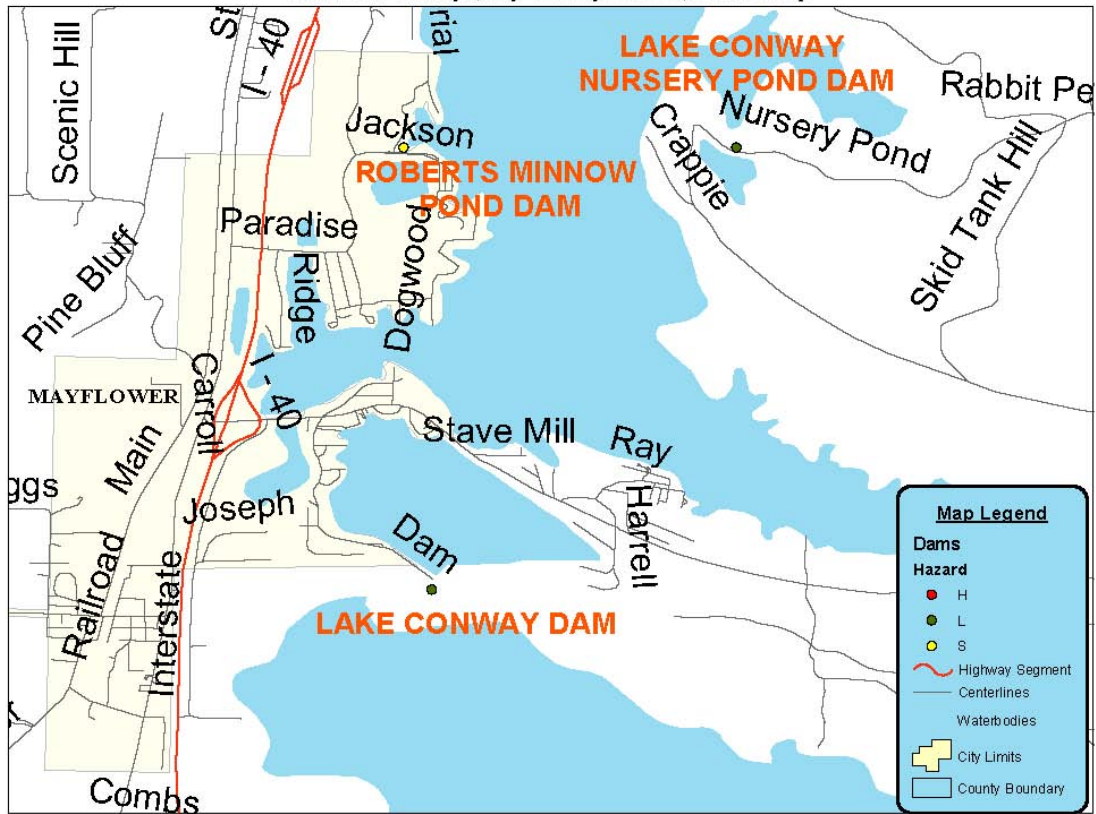 Scenic Hill
St
I - 40
rial
LAKE CONWAY
NURSERY POND DAM
Rabbit Pe
Jackson
Nursery Pond
Crappie
ROBERTS MINNOW
POND DAM
Skid Tank Hill
Paradise
Dogwood
Ridge
Pine Bluff
I - 40
Carroll
MAYFLOWER
Main
Stave Mill
Ray
ggs
Joseph
Harrell
Dam
Railroad
Interstate
LAKE CONWAY DAM
Combs
Map Legend
Dams
Hazard
H
L
S
Highway Segment
Centerlines
Waterbodies
City Limits
County Boundary